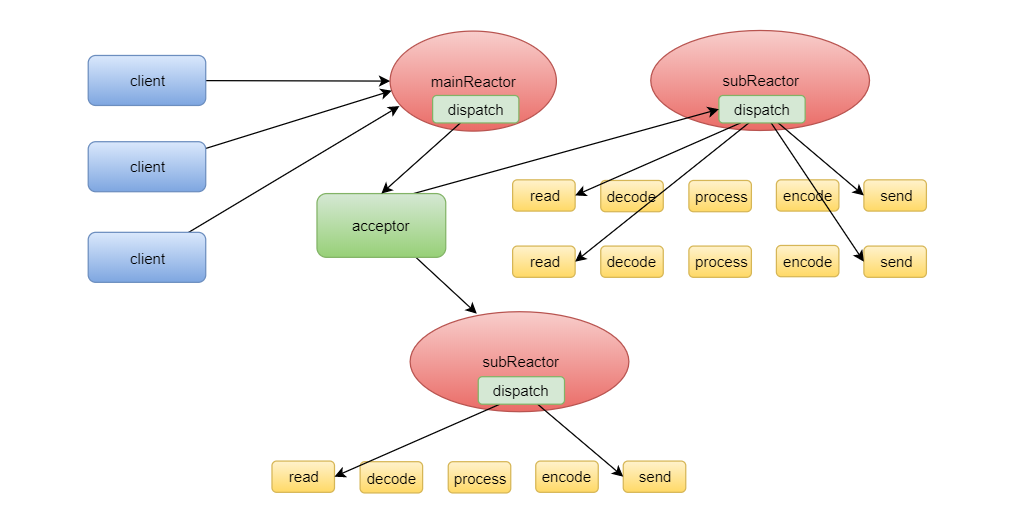 client
mainReactor
dispatch
subReactor
dispatch
client
client
acceptor
read
decode
process
encode
send
read
decode
process
encode
send
subReactor
dispatch
read
decode
process
encode
send